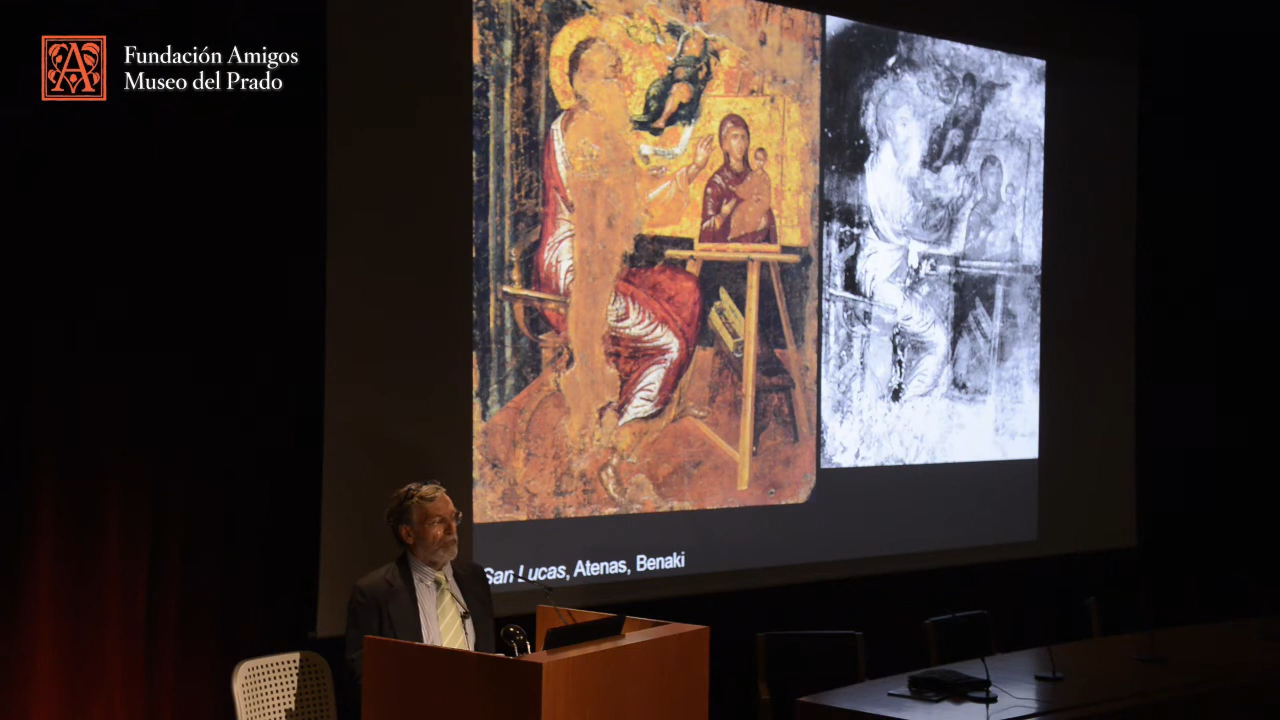 Fundación Amigos
Museo del Prado
San Lucas, Atenas, Benaki